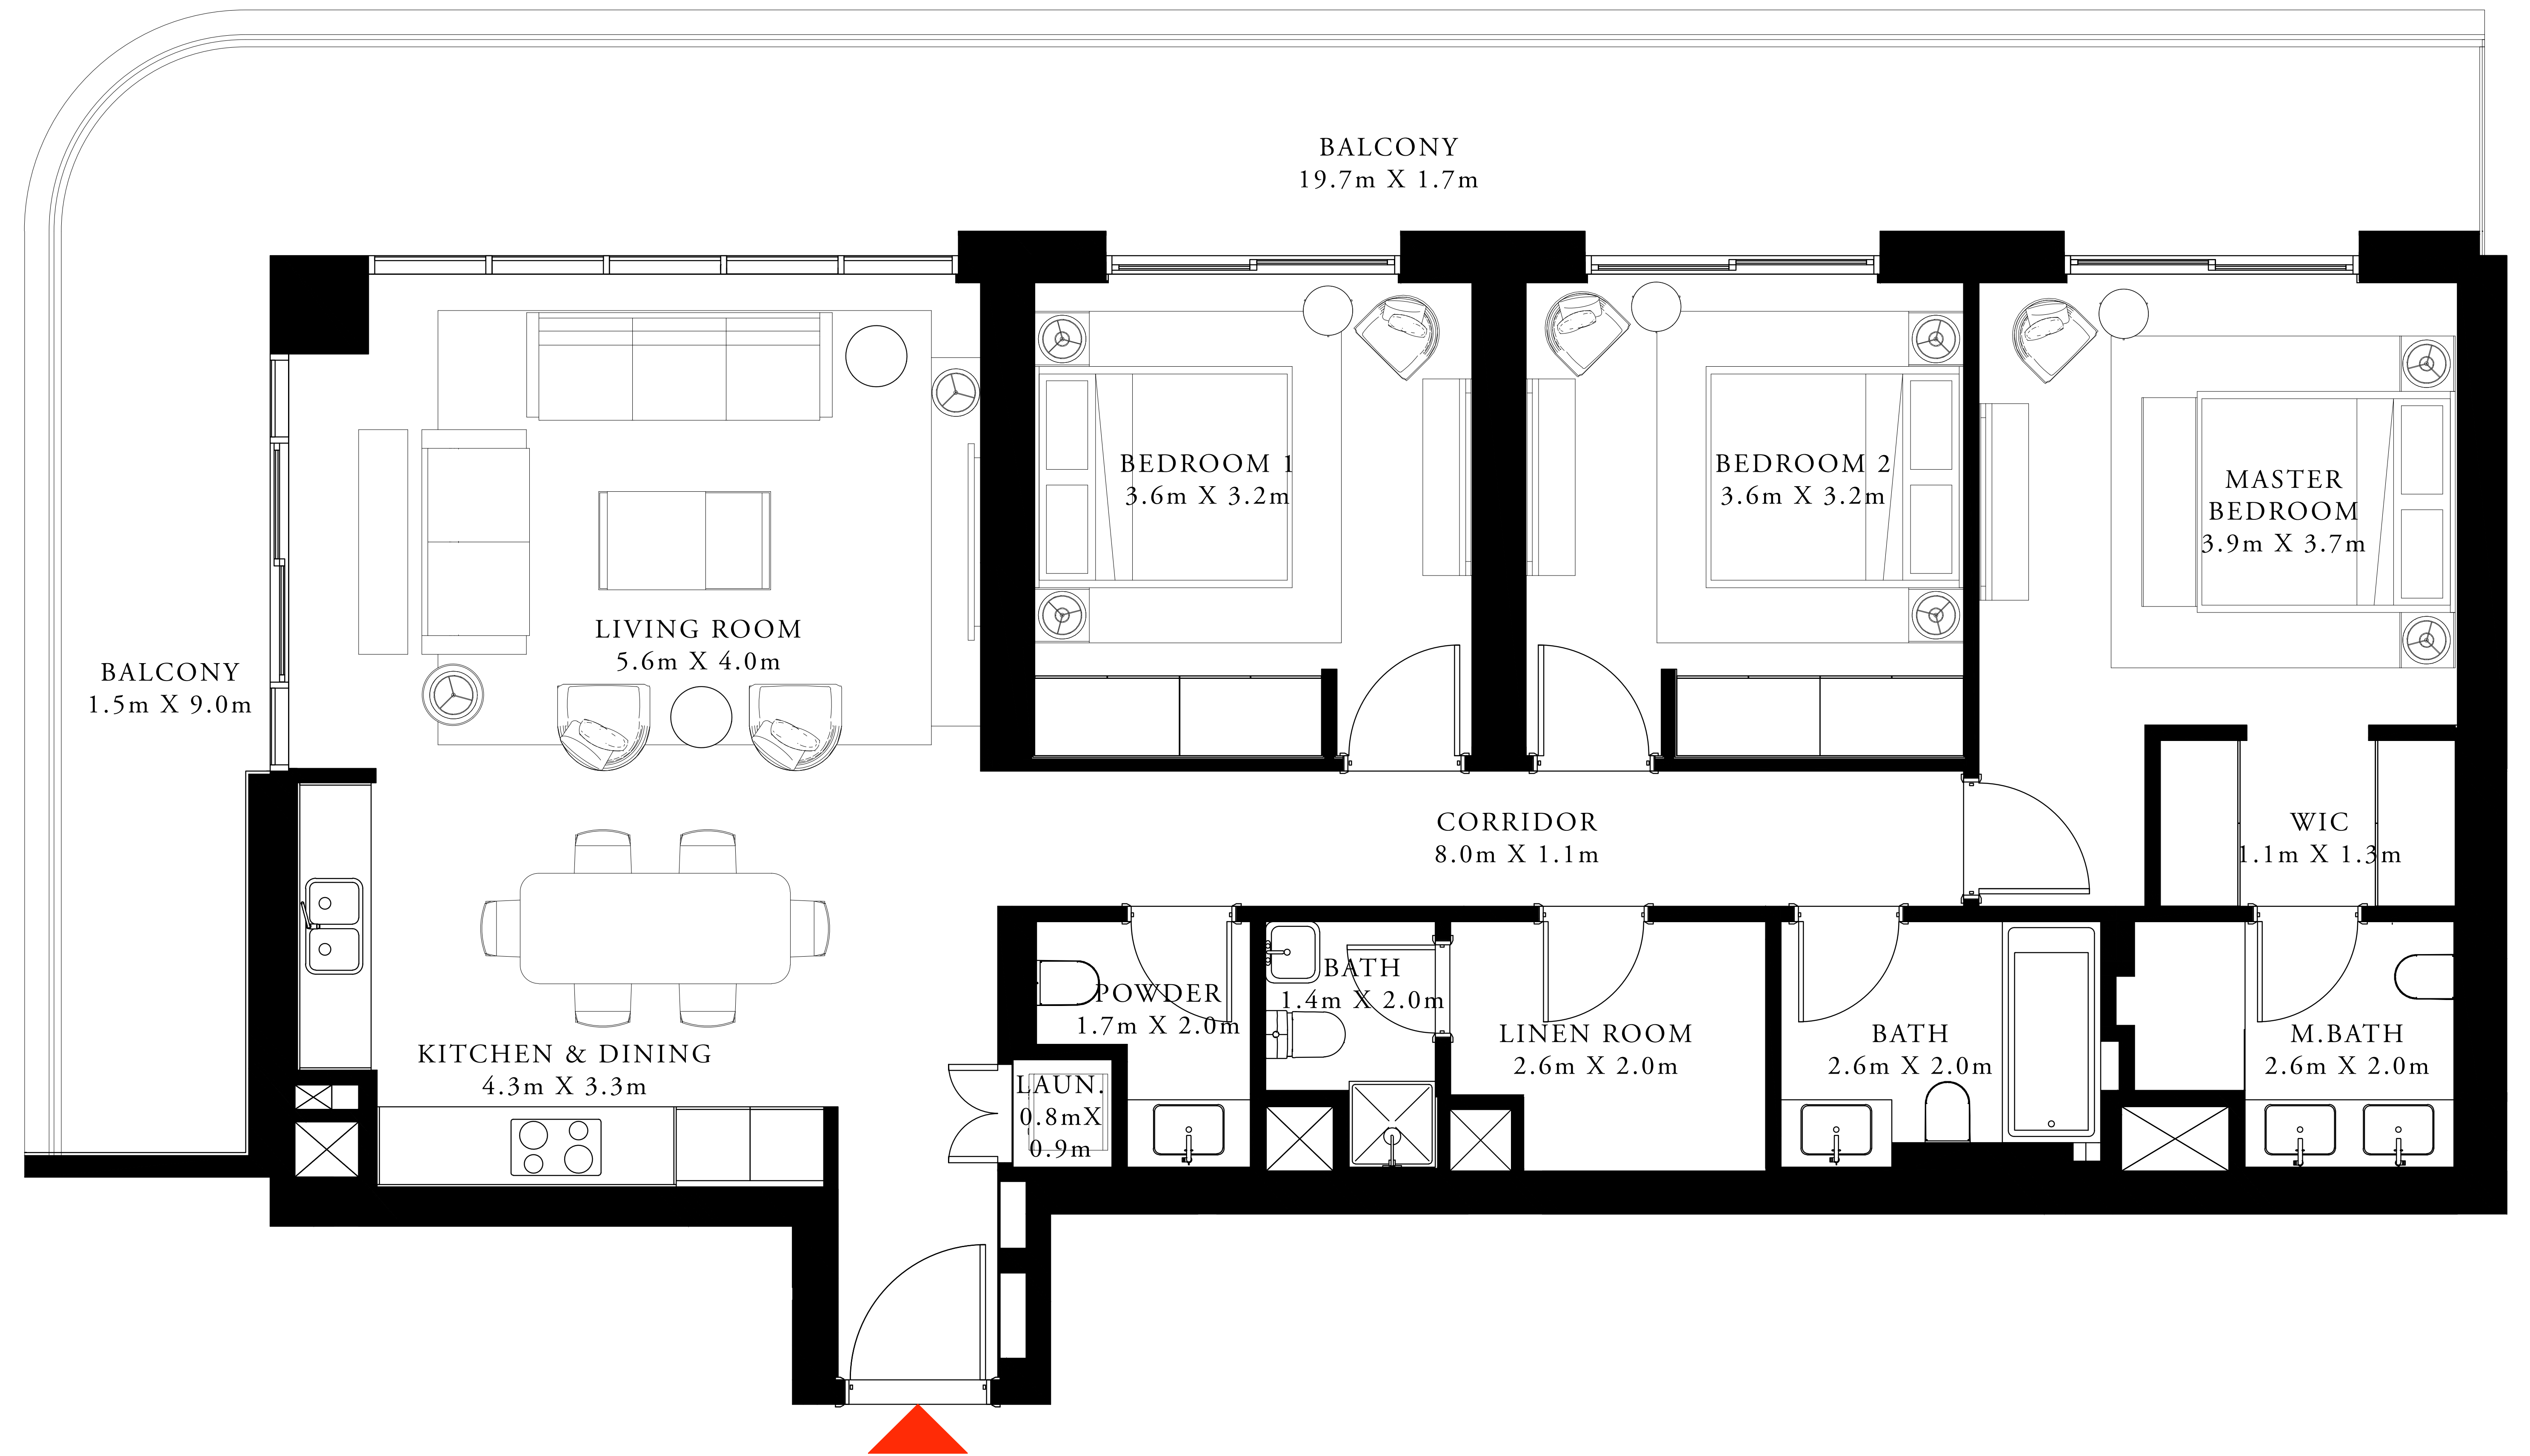 BALCONY
19.7m X 1.7m
BEDROOM 1
3.6m X 3.2m
BEDROOM 2
3.6m X 3.2m
MASTER
BEDROOM
3.9m X 3.7m
LIVING ROOM
5.6m X 4.0m
BALCONY
1.5m X 9.0m
CORRIDOR
8.0m X 1.1m
WIC
1.1m X 1.3m
KITCHEN & DINING
4.3m X 3.3m
POWDER
1.7m X 2.0m
BATH
1.4m X 2.0m
LINEN ROOM
2.6m X 2.0m
BATH
2.6m X 2.0m
M.BATH
2.6m X 2.0m
LAUN.
0.8mX
0.9m